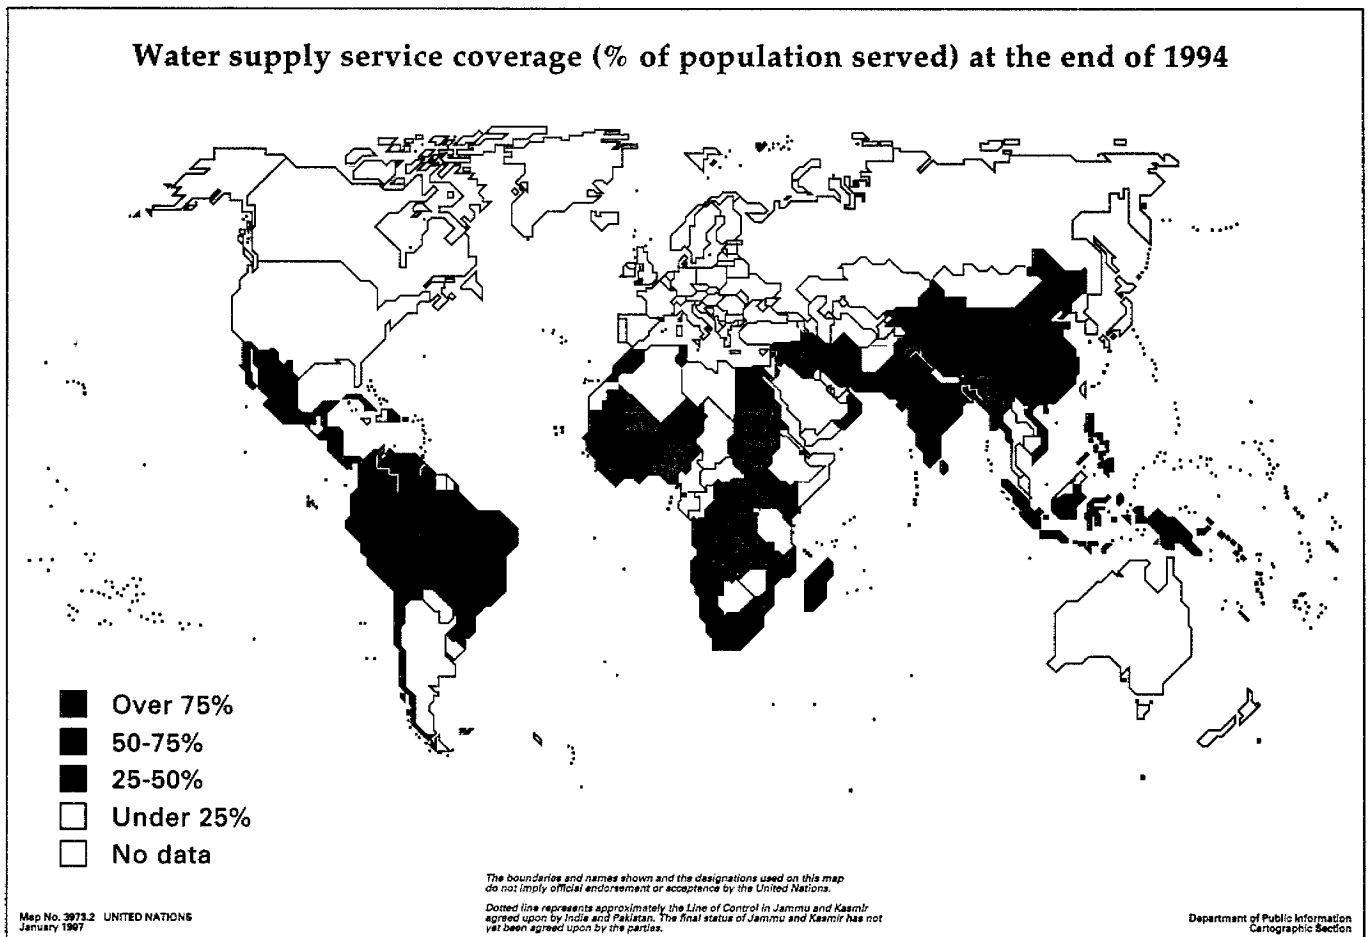 Water supply service coverage (% of population served) at the end of 1994
Over 75%
50-75%
25-50%
Under 25%
No data
The boundaries and names shown and the designations used on this map
do not imply official endorsement or acceptance by the United Nations.
Dotted line represents approximately the Line of Control in Jammu and Kasmir
agreed upon by India and Pakistan. The final status of Jammu and Kasmir has not
yet been agreed upon by the parties.
Map No. 3973.2 UNITED NATIONS
January 1997
Department of Public Information
Cartographic Section